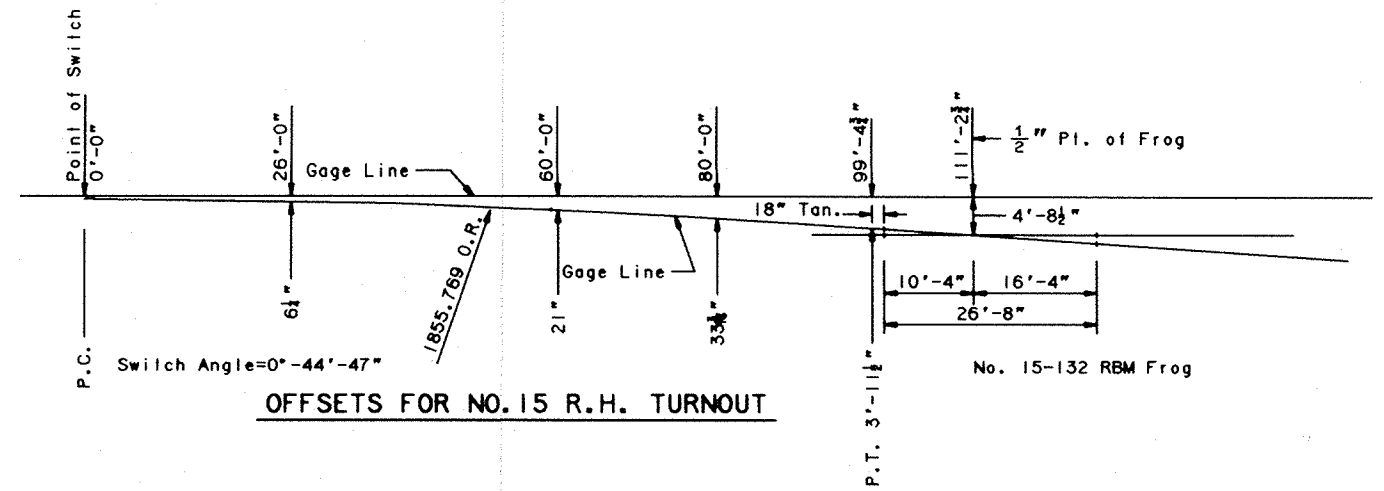 Point of Switch
0'-0"
26'-0"
60'-0"
80'-0"
99'-4¾"
111'-2¾"
½" Pt. of Frog
Gage Line
18" Tan.
4'-8½"
6¼"
1855.769 O.R.
21"
Gage Line
10'-4"
16'-4"
26'-8"
P.C.
Switch Angle=0°-44'-47"
P.T. 3'-11½"
No. 15-132 RBM Frog
OFFSETS FOR NO.15 R.H. TURNOUT